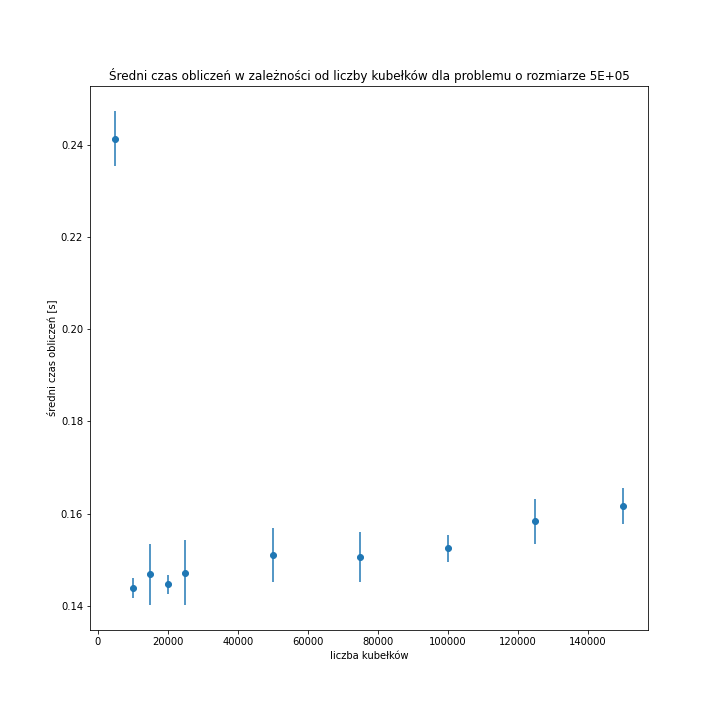 Średni czas obliczeń w zależności od liczby kubełków dla problemu o rozmiarze 5E+05
0.24
0.22
0.20
0.18
0.16
0.14
średni czas obliczeń [s]
0 20000 40000 60000 80000 100000 120000 140000
liczba kubełków